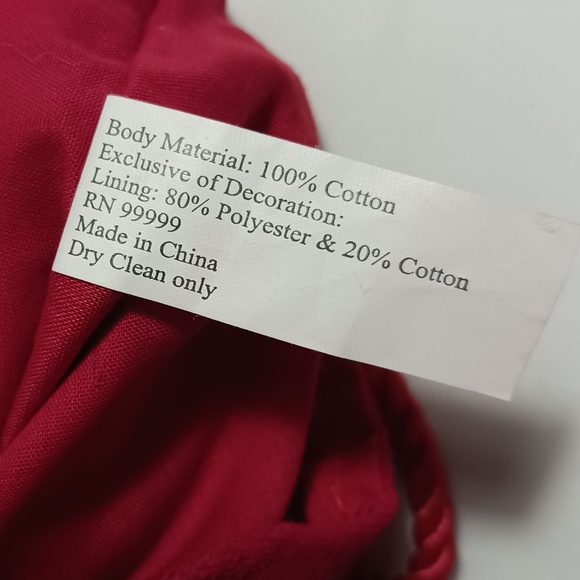 Body Material: 100% Cotton
Exclusive of Decoration:
Lining: 80% Polyester & 20% Cotton
RN 99999
Made in China
Dry Clean only